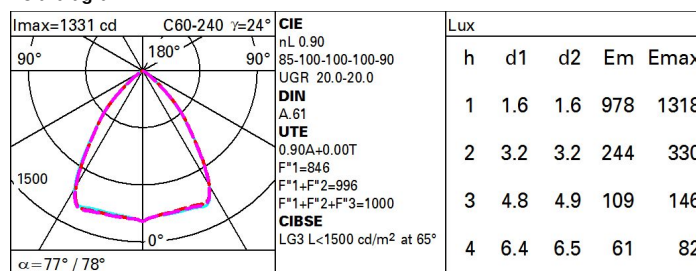 Imax=1331 cd C60-240 γ=24°
90° 180° 90°
1500
0°
α=77° / 78°
CIE
nL 0.90
85-100-100-100-90
UGR 20.0-20.0
DIN
A.61
UTE
0.90A+0.00T
F"1=846
F"1+F"2=996
F"1+F"2+F"3=1000
CIBSE
LG3 L<1500 cd/m² at 65°
Lux
h d1 d2 Em Emax
1 1.6 1.6 978 1318
2 3.2 3.2 244 330
3 4.8 4.9 109 146
4 6.4 6.5 61 82